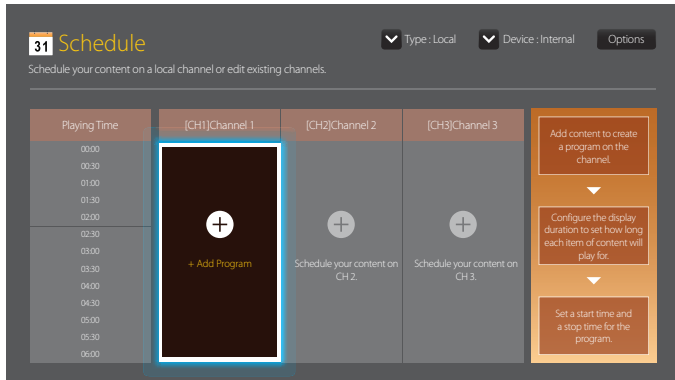 31 Schedule
Type : Local
Device : Internal
Options
Schedule your content on a local channel or edit existing channels.
Playing Time
[CH1]Channel 1
[CH2]Channel 2
[CH3]Channel 3
00:00
00:30
01:00
01:30
02:00
02:30
03:00
03:30
04:00
04:30
05:00
05:30
06:00
+ Add Program
Schedule your content on
CH 2.
Schedule your content on
CH 3.
Add content to create
a program on the
channel.
Configure the display
duration to set how long
each item of content will
play for.
Set a start time and
a stop time for the
program.